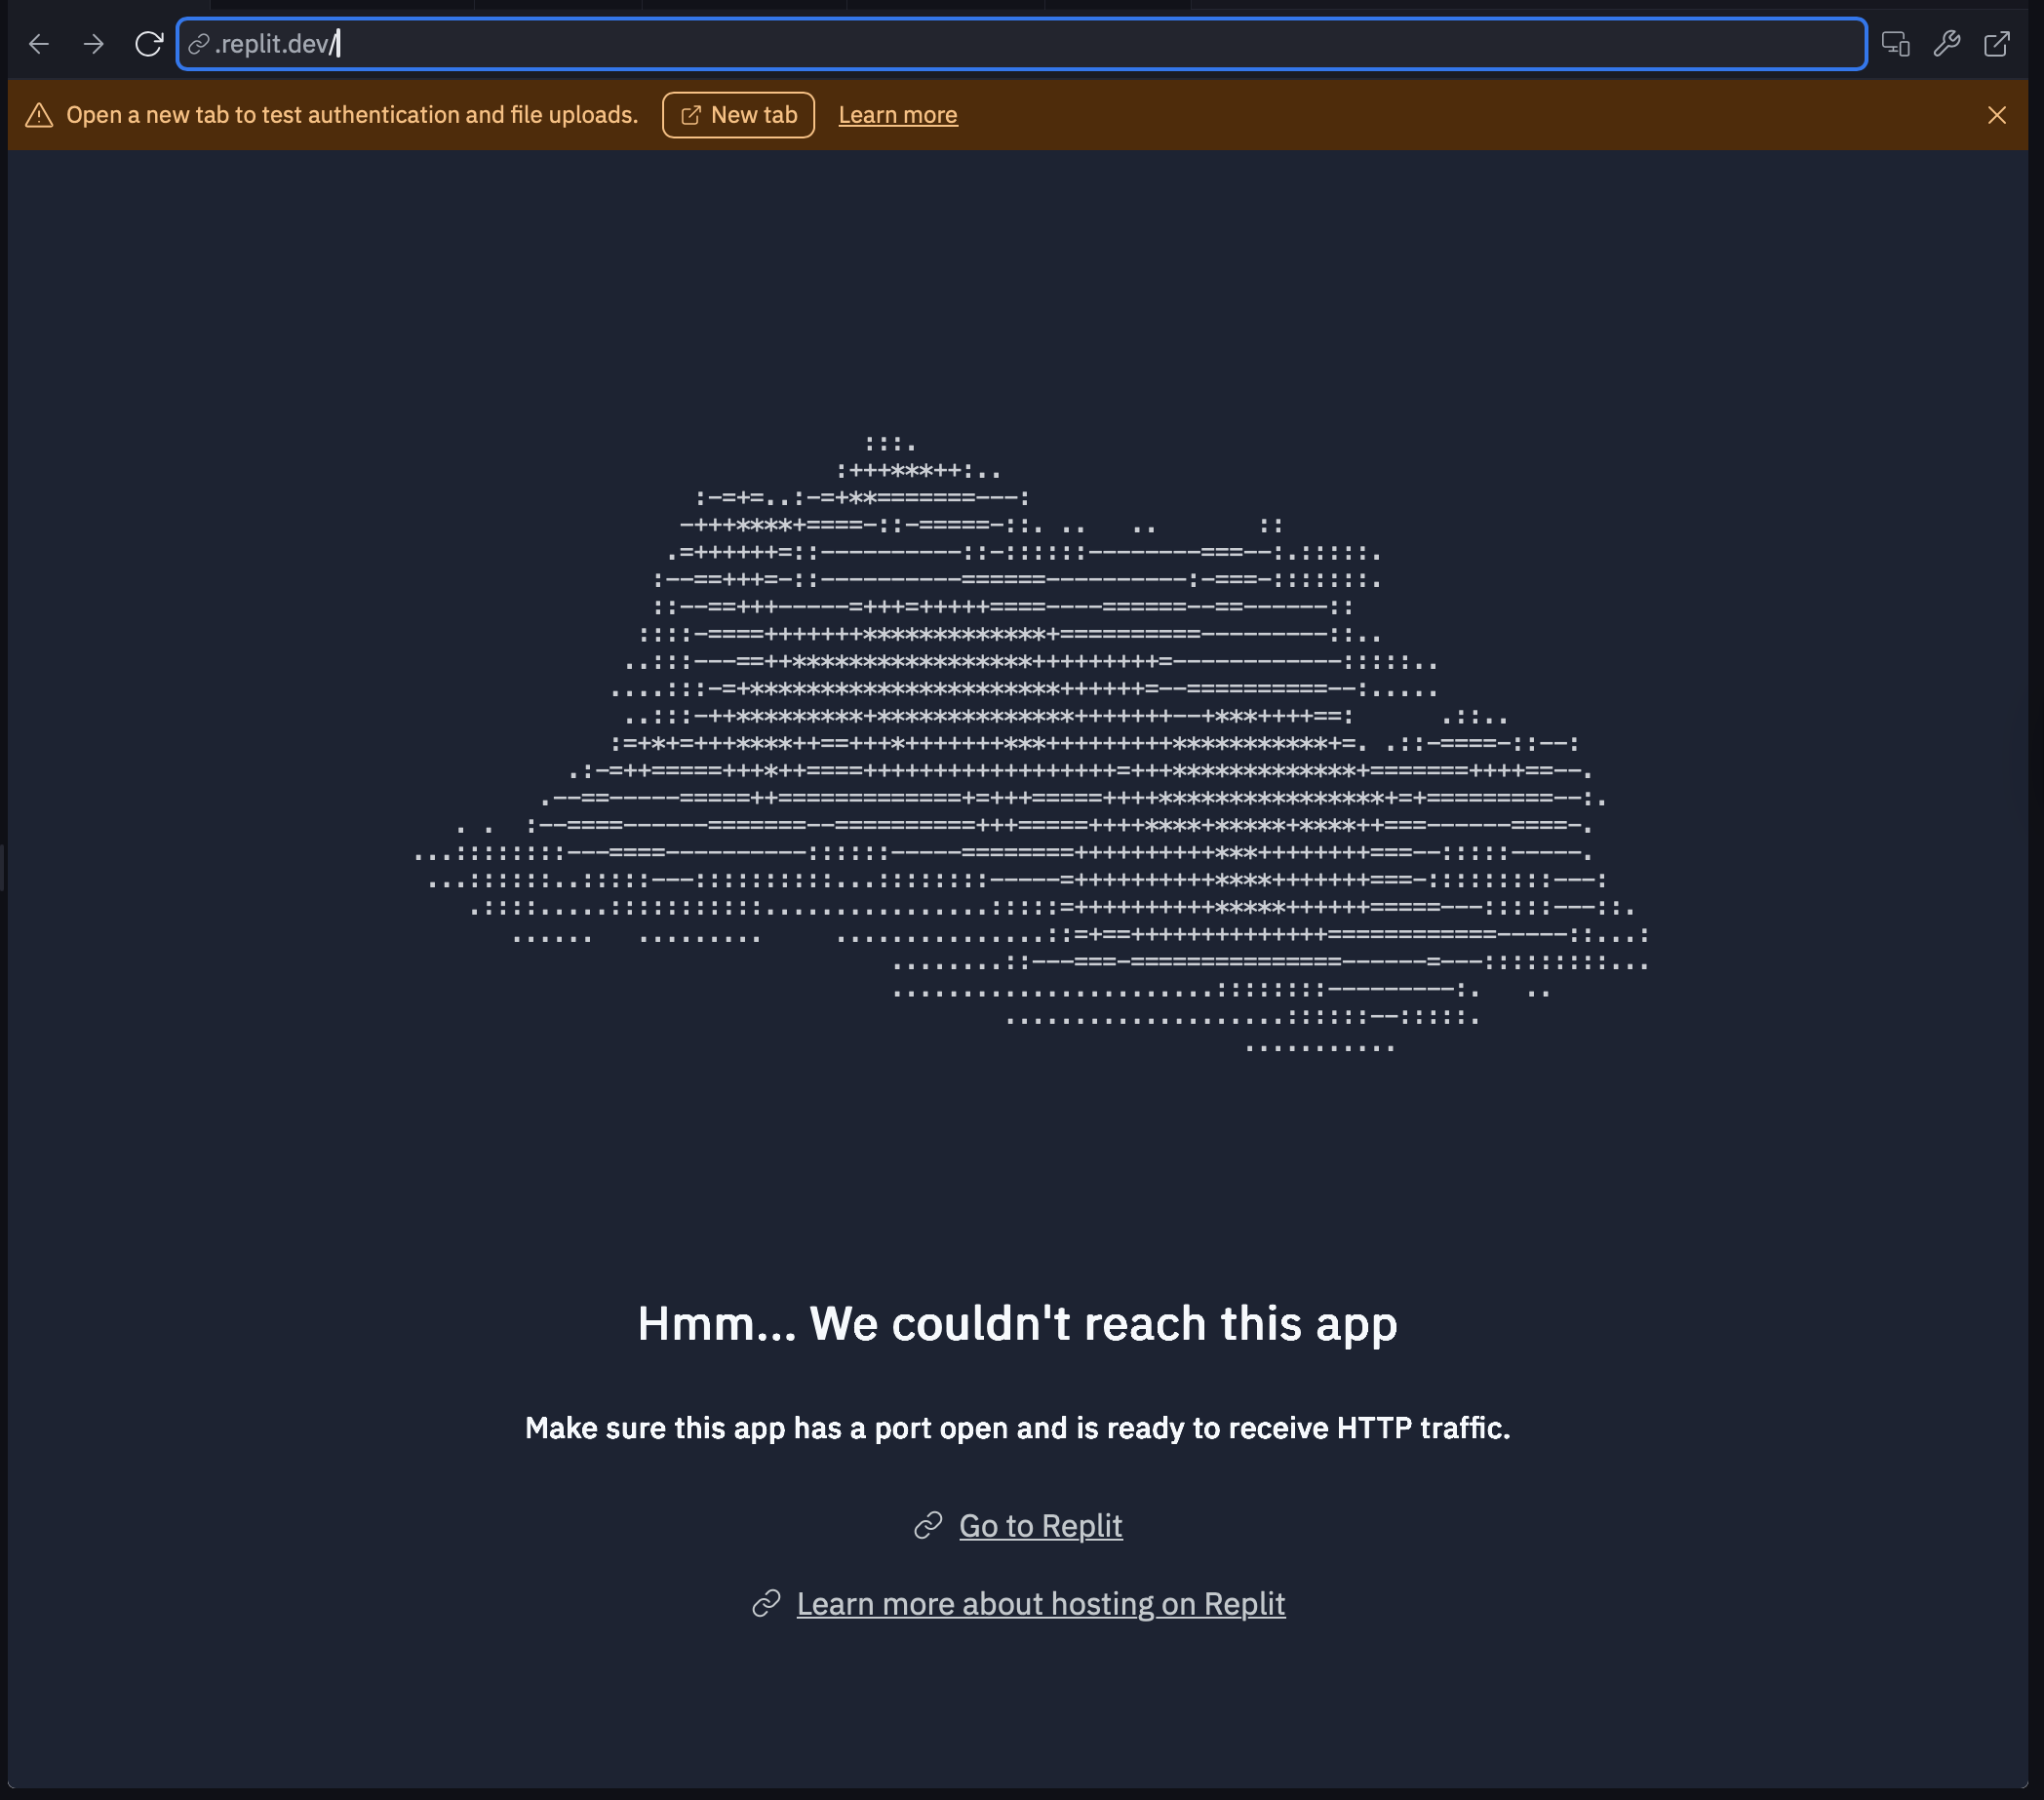 .replit.dev/
Open a new tab to test authentication and file uploads. New tab Learn more
Hmm... We couldn't reach this app
Make sure this app has a port open and is ready to receive HTTP traffic.
Go to Replit
Learn more about hosting on Replit